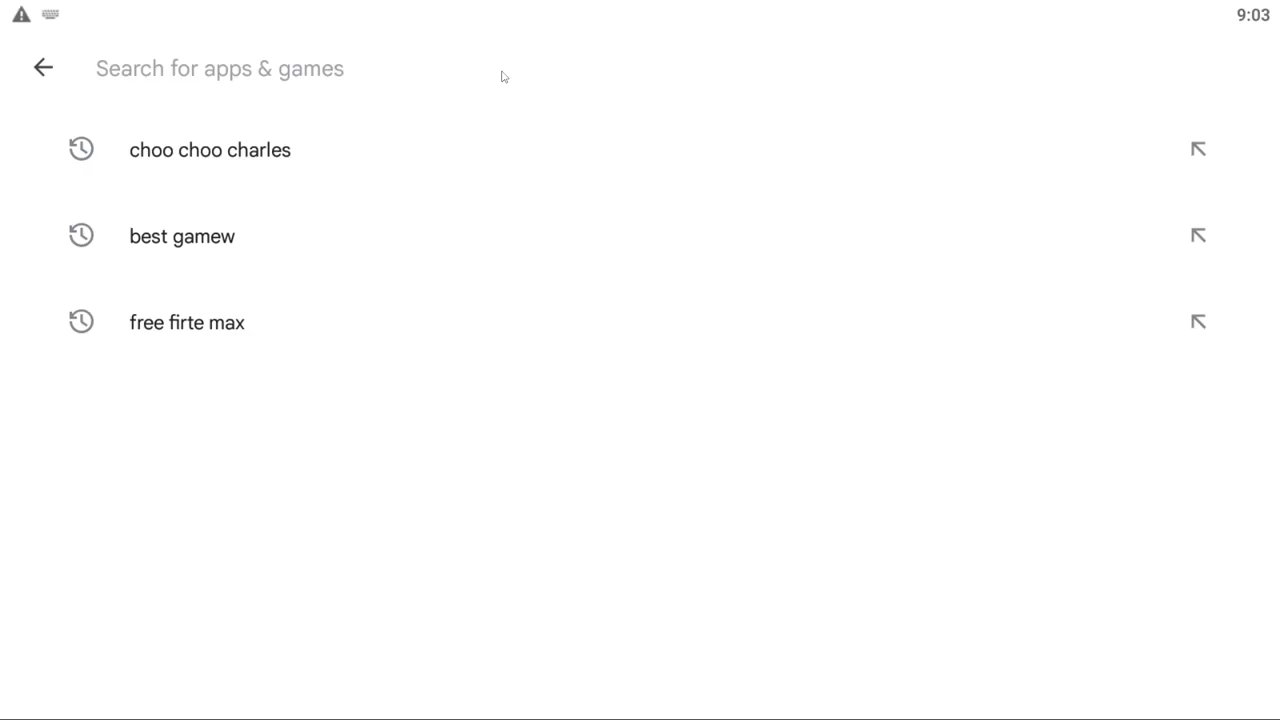 9:03
Search for apps & games
choo choo charles
best gamew
free firte max